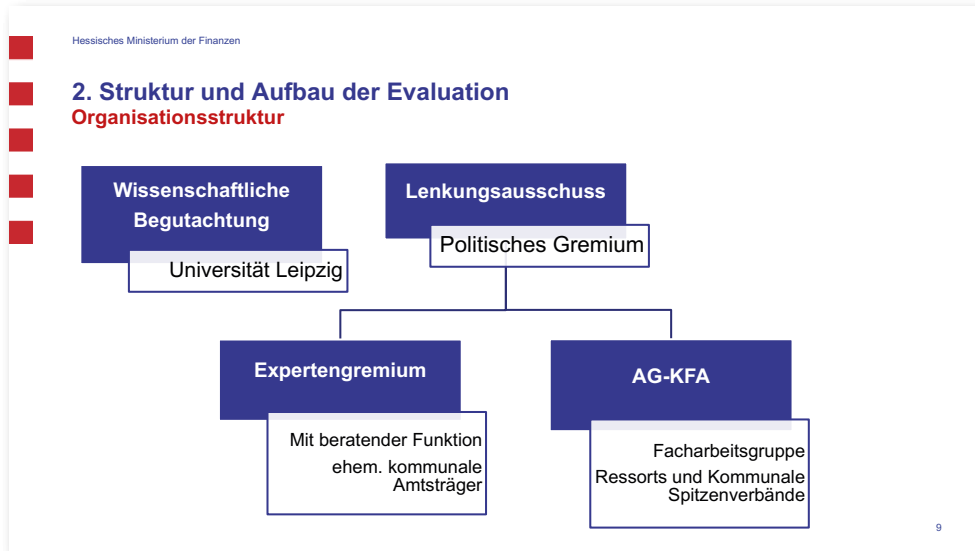 Hessisches Ministerium der Finanzen
2. Struktur und Aufbau der Evaluation
Organisationsstruktur
Wissenschaftliche
Begutachtung
Universität Leipzig
Lenkungsausschuss
Politisches Gremium
Expertengremium
Mit beratender Funktion
ehem. kommunale
Amtsträger
AG-KFA
Facharbeitsgruppe
Ressorts und Kommunale
Spitzenverbände
9